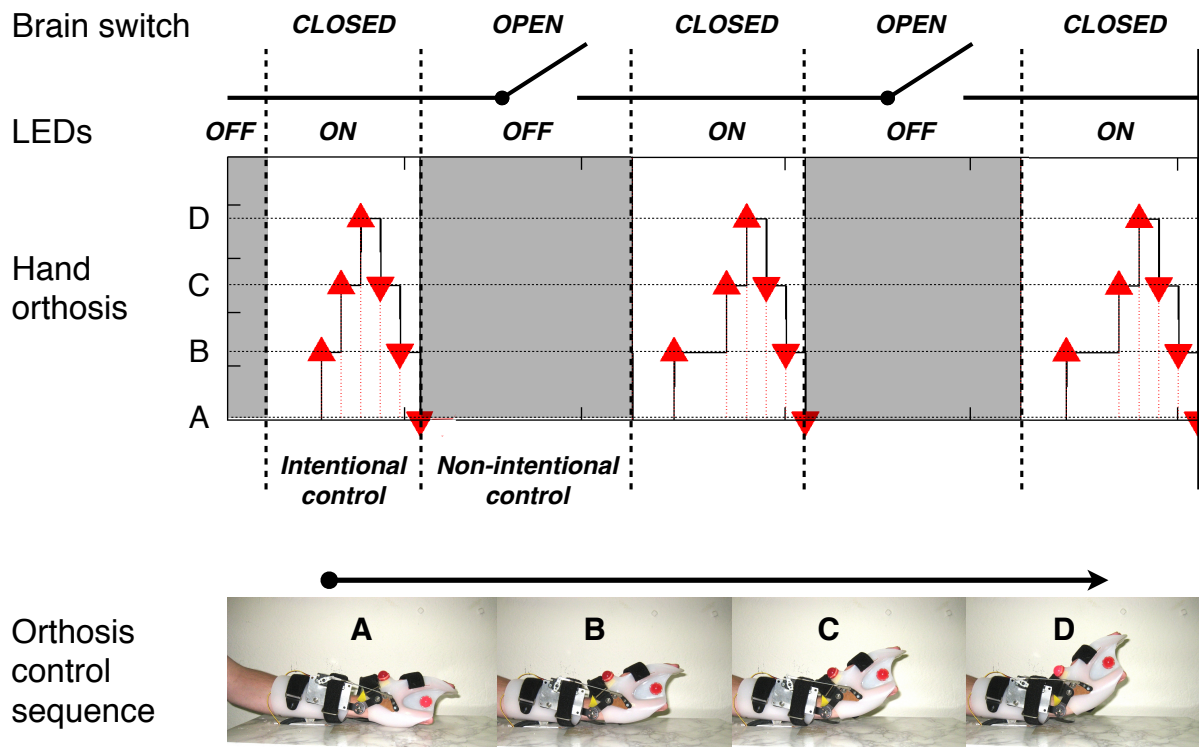 Brain switch
CLOSED OPEN CLOSED OPEN CLOSED
LEDs
OFF ON OFF ON OFF ON
Hand
orthosis
D
C
B
A
Intentional
control
Non-intentional
control
Orthosis
control
sequence
A B C D